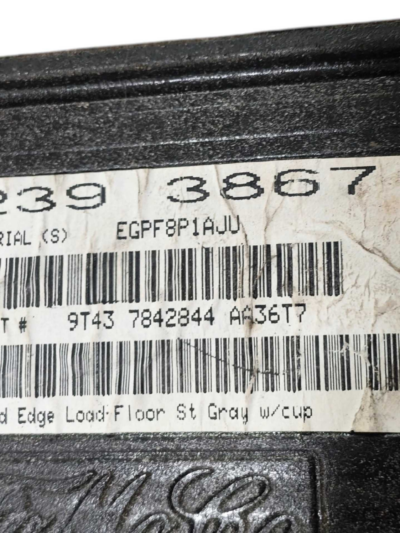 239 3867
RIAL (S) EGPF8P1AJU
T # 9T43 7842844 AA36T7
d Edge Load-Floor St Gray w/cup